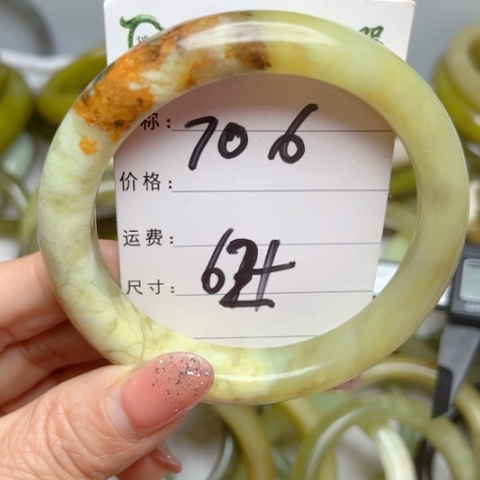 称： 706
价格：
运费：
尺寸： 62+